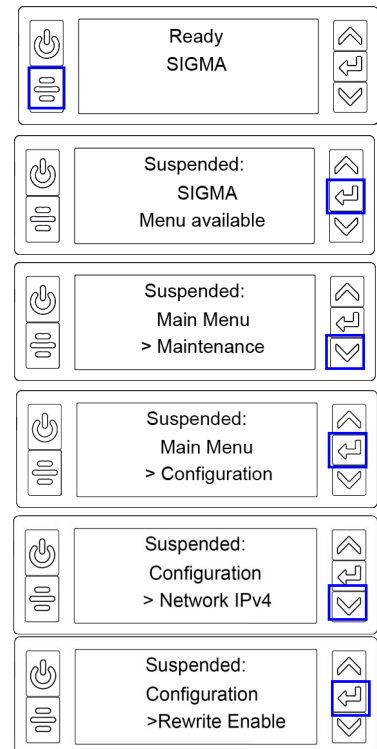 Ready
SIGMA
Suspended:
SIGMA
Menu available
Suspended:
Main Menu
> Maintenance
Suspended:
Main Menu
> Configuration
Suspended:
Configuration
> Network IPv4
Suspended:
Configuration
>Rewrite Enable